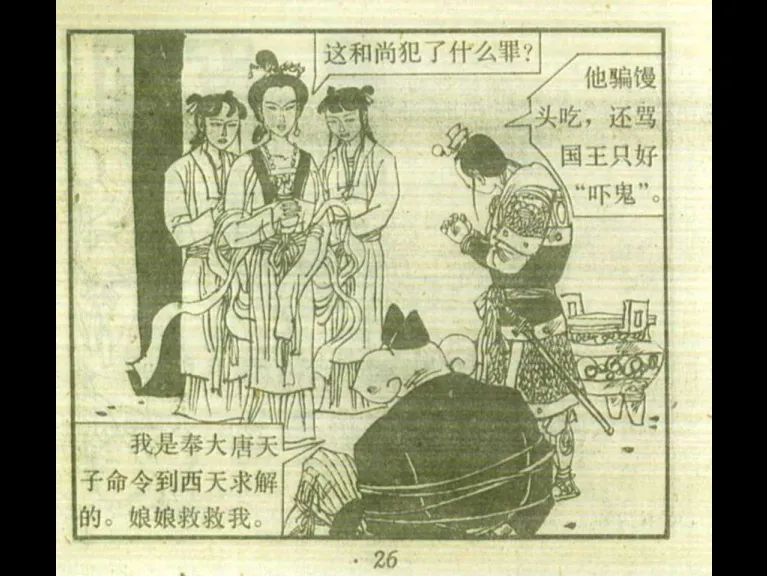 这和尚犯了什么罪？
他骗馒
头吃，还骂
国王只好
“吓鬼”。
我是奉大唐天
子命令到西天求解
的。娘娘救救我。
·26